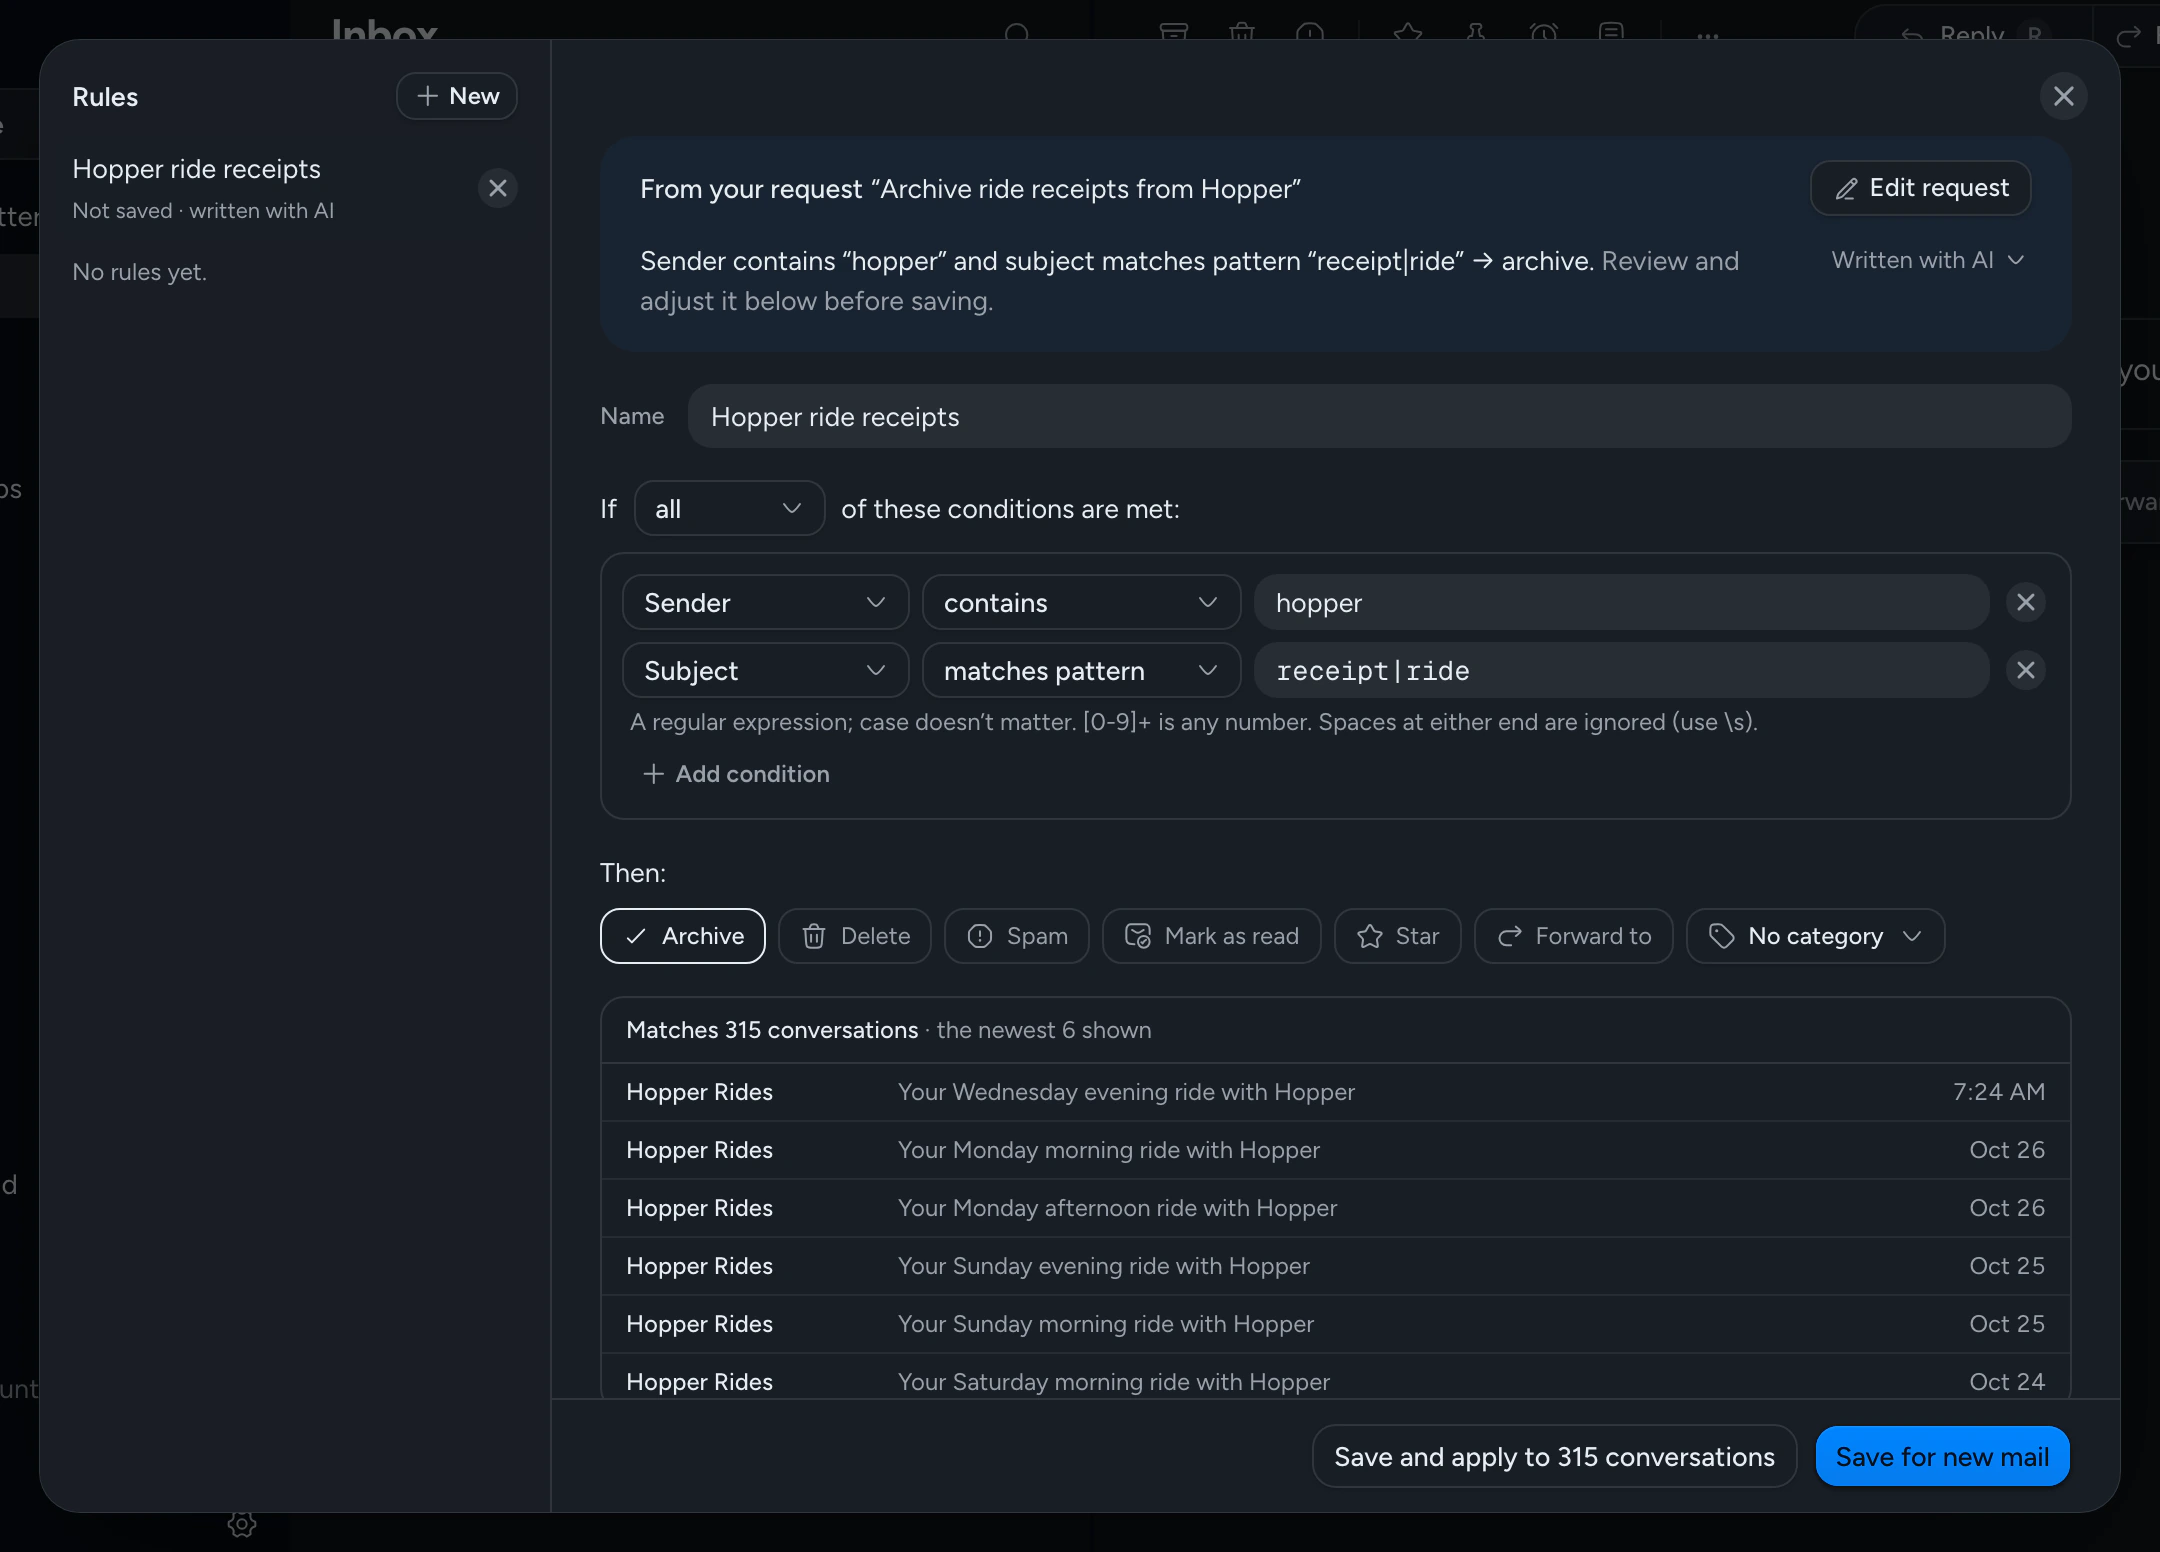 Inbox
Reply R
Rules
New
Hopper ride receipts
Not saved · written with AI
No rules yet.
From your request “Archive ride receipts from Hopper”
Edit request
Sender contains “hopper” and subject matches pattern “receipt|ride” → archive. Review and
adjust it below before saving.
Written with AI
Name
Hopper ride receipts
If all of these conditions are met:
Sender contains hopper
Subject matches pattern receipt|ride
A regular expression; case doesn’t matter. [0-9]+ is any number. Spaces at either end are ignored (use \s).
Add condition
Then:
Archive Delete Spam Mark as read Star Forward to No category
Matches 315 conversations · the newest 6 shown
Hopper Rides Your Wednesday evening ride with Hopper 7:24 AM
Hopper Rides Your Monday morning ride with Hopper Oct 26
Hopper Rides Your Monday afternoon ride with Hopper Oct 26
Hopper Rides Your Sunday evening ride with Hopper Oct 25
Hopper Rides Your Sunday morning ride with Hopper Oct 25
Hopper Rides Your Saturday morning ride with Hopper Oct 24
Save and apply to 315 conversations
Save for new mail